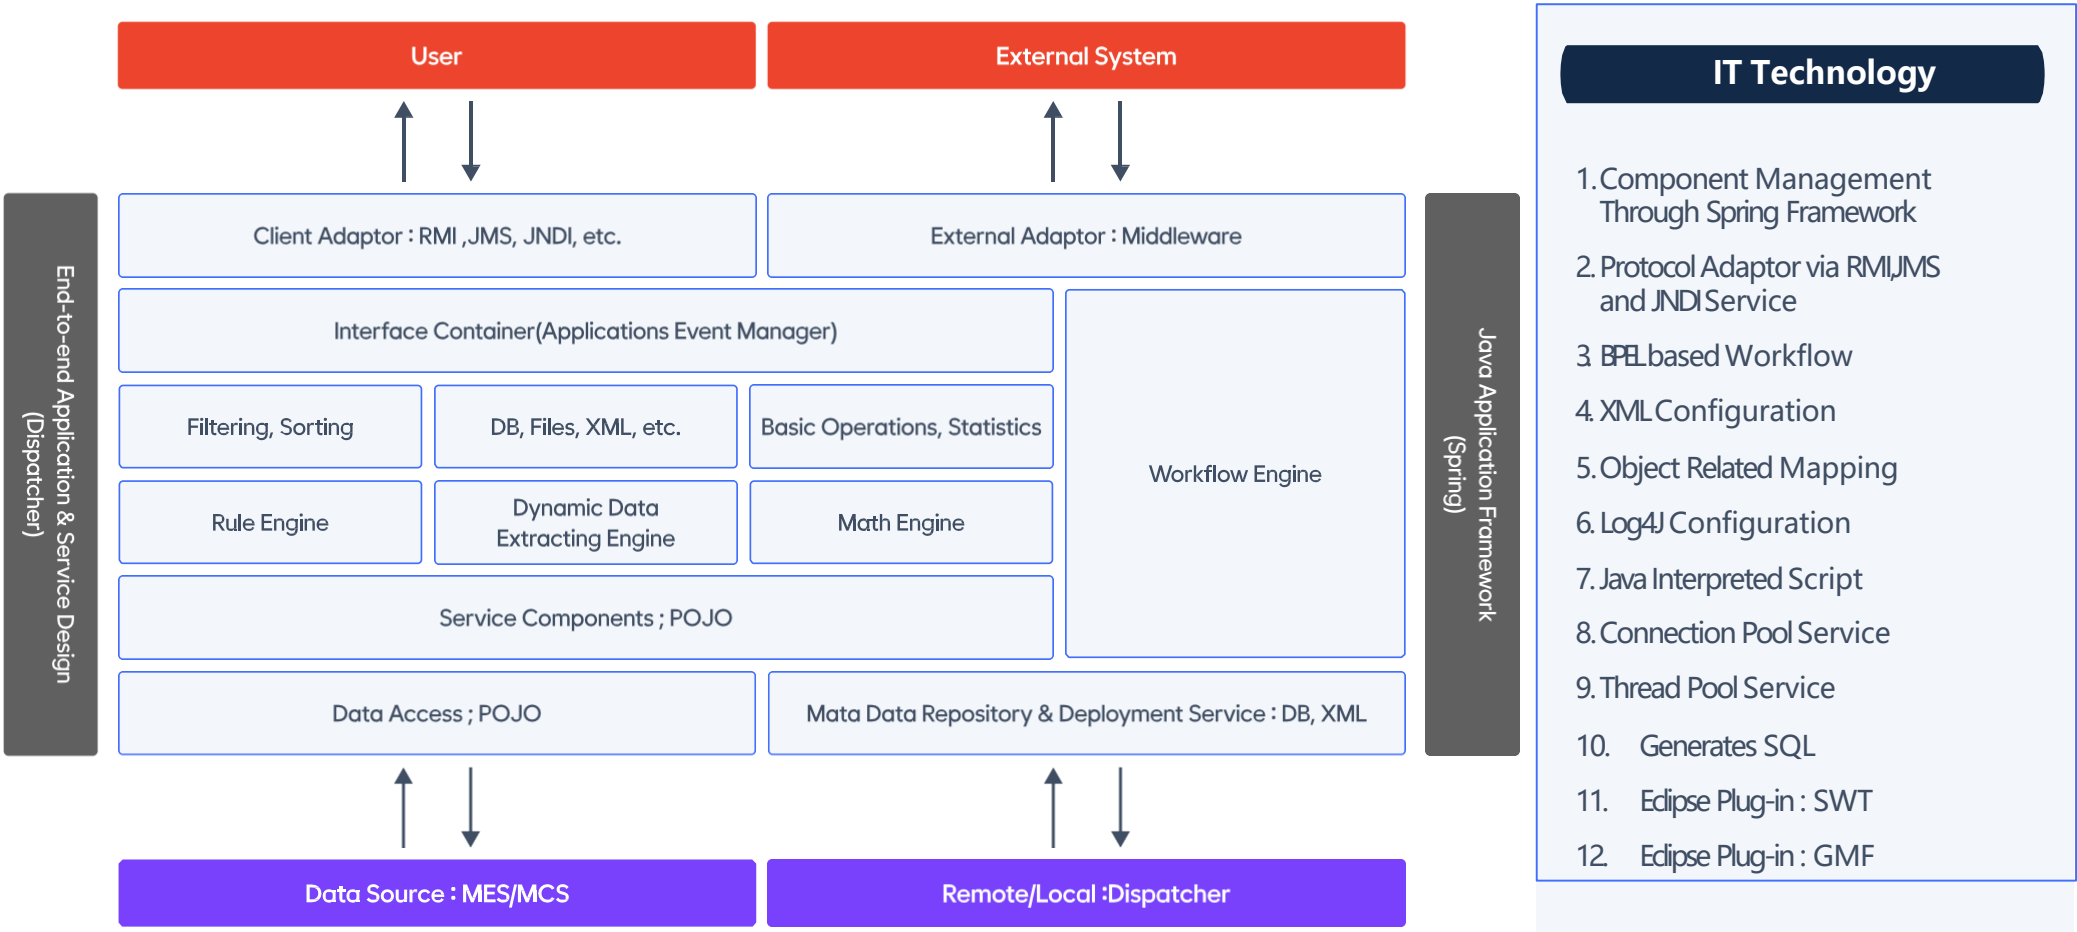 User
External System
Client Adaptor : RMI ,JMS, JNDI, etc.
External Adaptor : Middleware
End-to-end Application & Service Design
(Dispatcher)
Interface Container(Applications Event Manager)
Filtering, Sorting
DB, Files, XML, etc.
Basic Operations, Statistics
Workflow Engine
Rule Engine
Dynamic Data
Extracting Engine
Math Engine
Service Components ; POJO
Data Access ; POJO
Mata Data Repository & Deployment Service : DB, XML
Java Application Framework
(Spring)
Data Source : MES/MCS
Remote/Local :Dispatcher
IT Technology
1. Component Management
Through Spring Framework
2. Protocol Adaptor via RMI,JMS
and JNDI Service
3. BPEL based Workflow
4. XML Configuration
5. Object Related Mapping
6. Log4J Configuration
7. Java Interpreted Script
8. Connection Pool Service
9. Thread Pool Service
10. Generates SQL
11. Eclipse Plug-in : SWT
12. Eclipse Plug-in : GMF